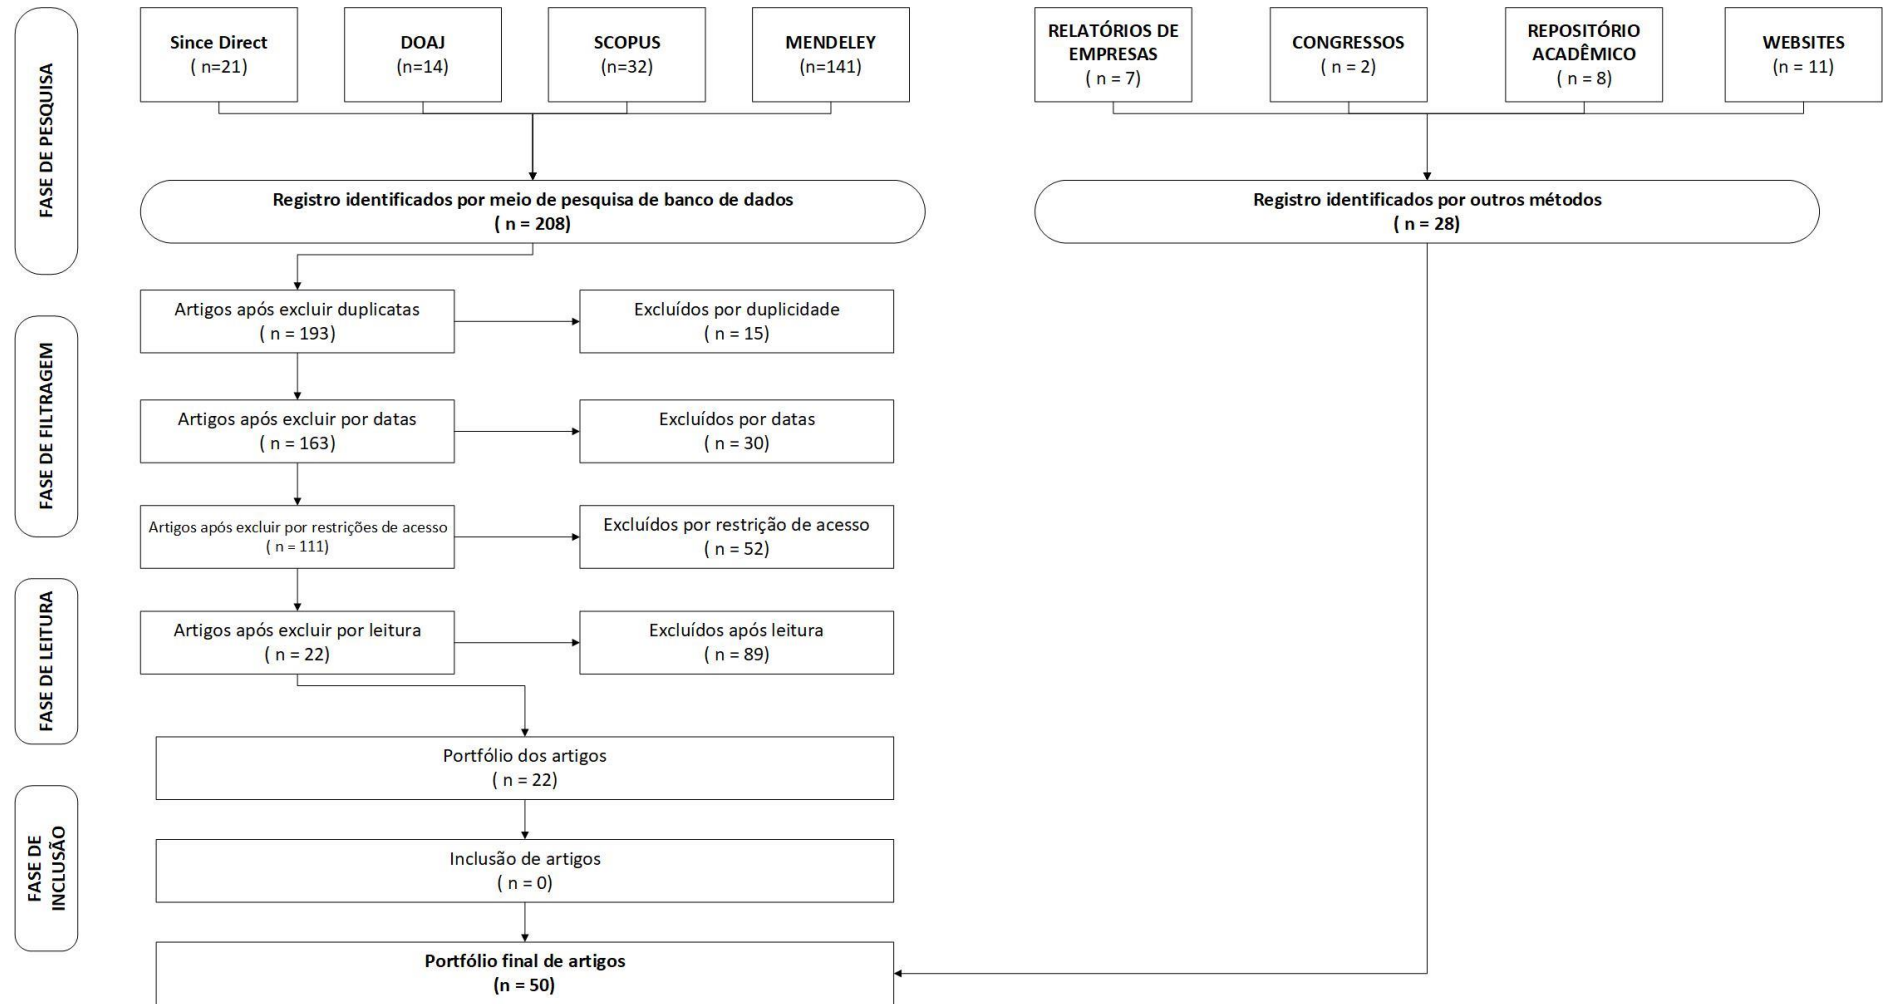 FASE DE PESQUISA
Since Direct
( n=21)
DOAJ
(n=14)
SCOPUS
(n=32)
MENDELEY
(n=141)
RELATÓRIOS DE
EMPRESAS
( n = 7)
CONGRESSOS
( n = 2)
REPOSITÓRIO
ACADÊMICO
( n = 8)
WEBSITES
(n = 11)
Registro identificados por meio de pesquisa de banco de dados
( n = 208)
Registro identificados por outros métodos
( n = 28)
FASE DE FILTRAGEM
Artigos após excluir duplicatas
( n = 193)
Excluídos por duplicidade
( n = 15)
Artigos após excluir por datas
( n = 163)
Excluídos por datas
( n = 30)
Artigos após excluir por restrições de acesso
( n = 111)
Excluídos por restrição de acesso
( n = 52)
FASE DE LEITURA
Artigos após excluir por leitura
( n = 22)
Excluídos após leitura
( n = 89)
Portfólio dos artigos
( n = 22)
FASE DE
INCLUSÃO
Inclusão de artigos
( n = 0)
Portfólio final de artigos
(n = 50)